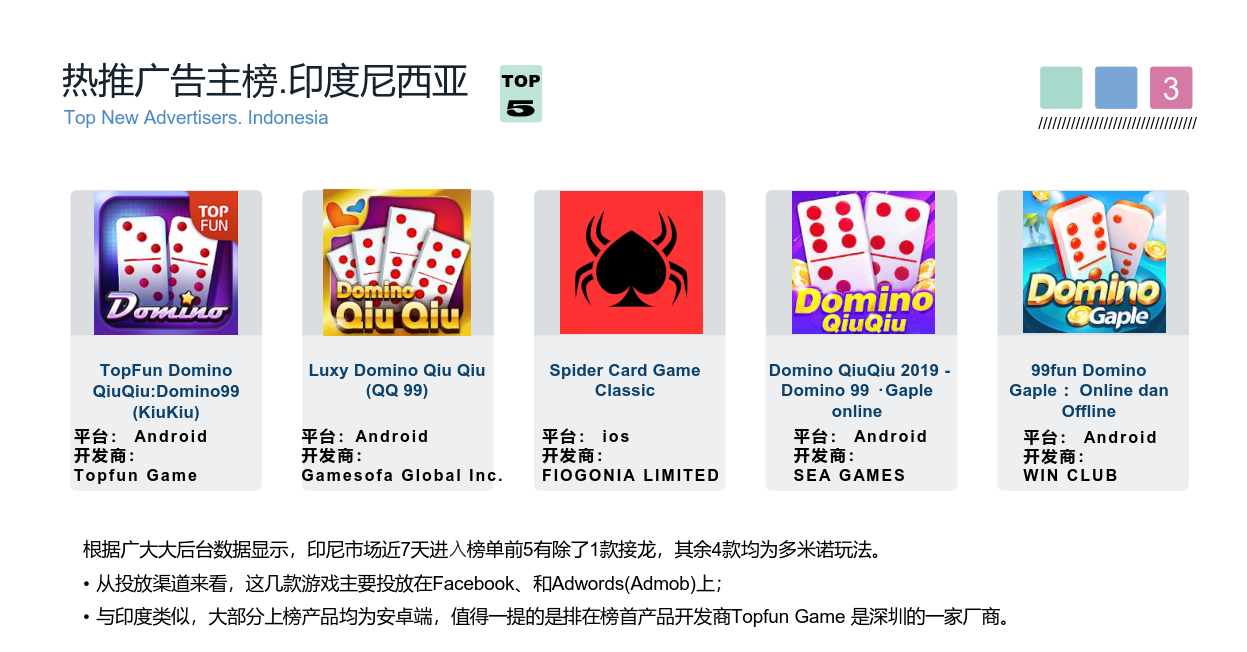 热推广告主榜.印度尼西亚
Top New Advertisers. Indonesia
TOP
5
3
//////////////////////////////////
TOP
FUN
Domino
Domino
QiuQiu
Domino
QiuQiu
Domino
Gaple
TopFun Domino
QiuQiu:Domino99
(KiuKiu)
平台： Android
开发商：
Topfun Game
Luxy Domino Qiu Qiu
(QQ 99)
平台：Android
开发商：
Gamesofa Global Inc.
Spider Card Game
Classic
平台： ios
开发商：
FIOGONIA LIMITED
Domino QiuQiu 2019 -
Domino 99 ·Gaple
online
平台： Android
开发商：
SEA GAMES
99fun Domino
Gaple ：Online dan
Offline
平台： Android
开发商：
WIN CLUB
根据广大大后台数据显示，印尼市场近7天进入榜单前5有除了1款接龙，其余4款均为多米诺玩法。
• 从投放渠道来看，这几款游戏主要投放在Facebook、和Adwords(Admob)上；
• 与印度类似，大部分上榜产品均为安卓端，值得一提的是排在榜首产品开发商Topfun Game 是深圳的一家厂商。